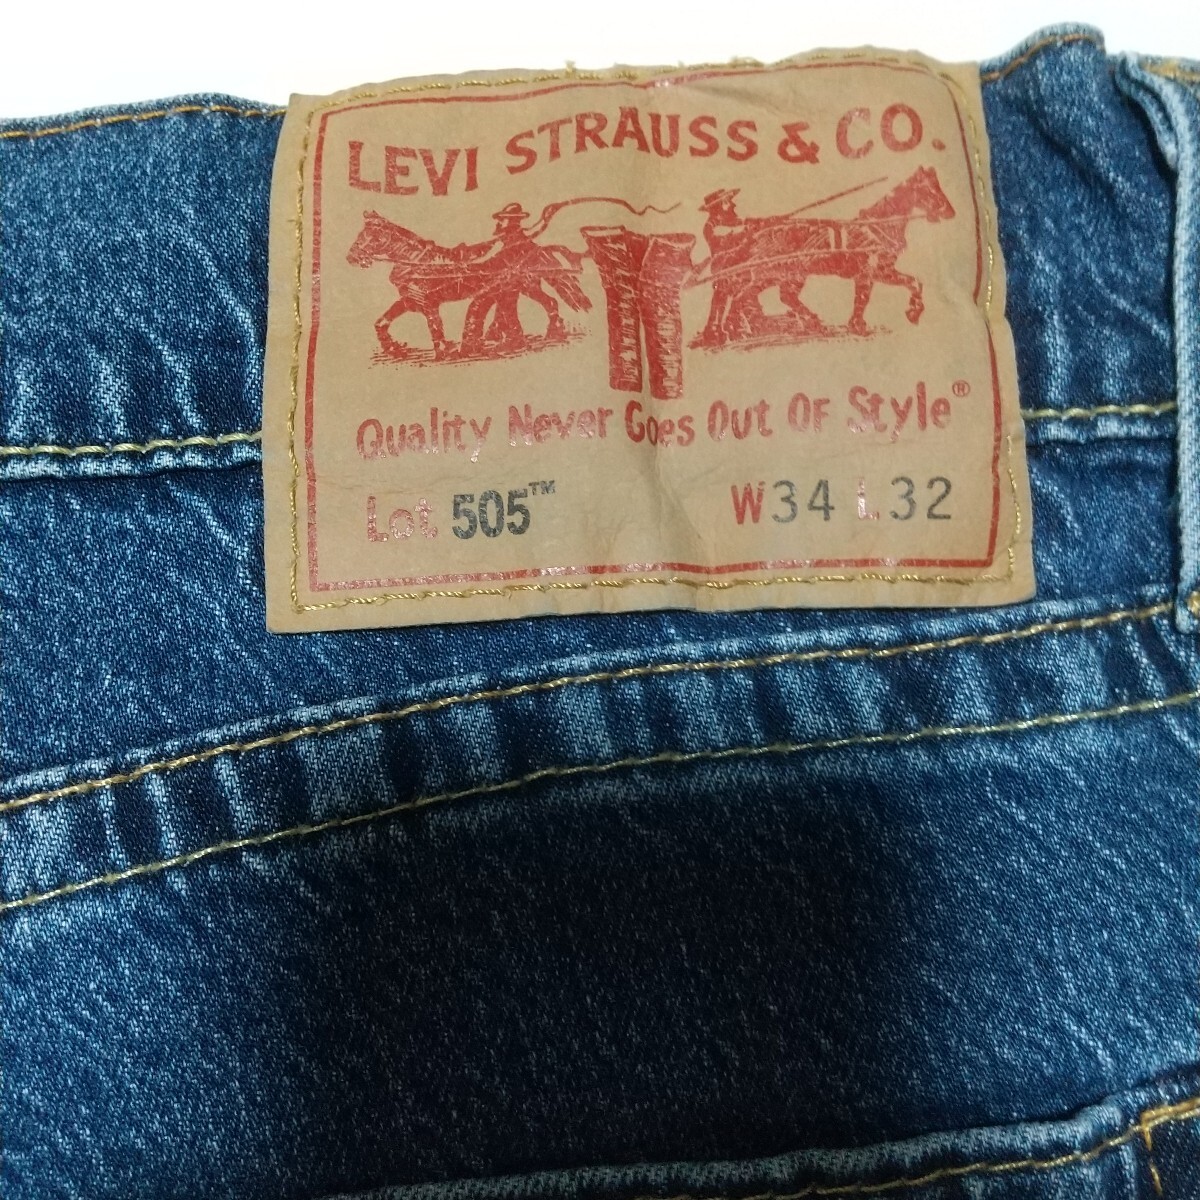 LEVI STRAUSS & CO.
Quality Never Goes Out Of Style®
Lot 505™ W34 L32